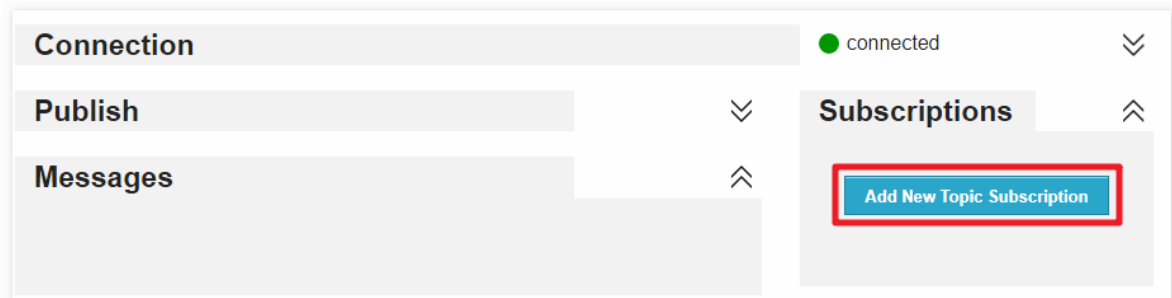 Connection
connected
Publish
Subscriptions
Messages
Add New Topic Subscription